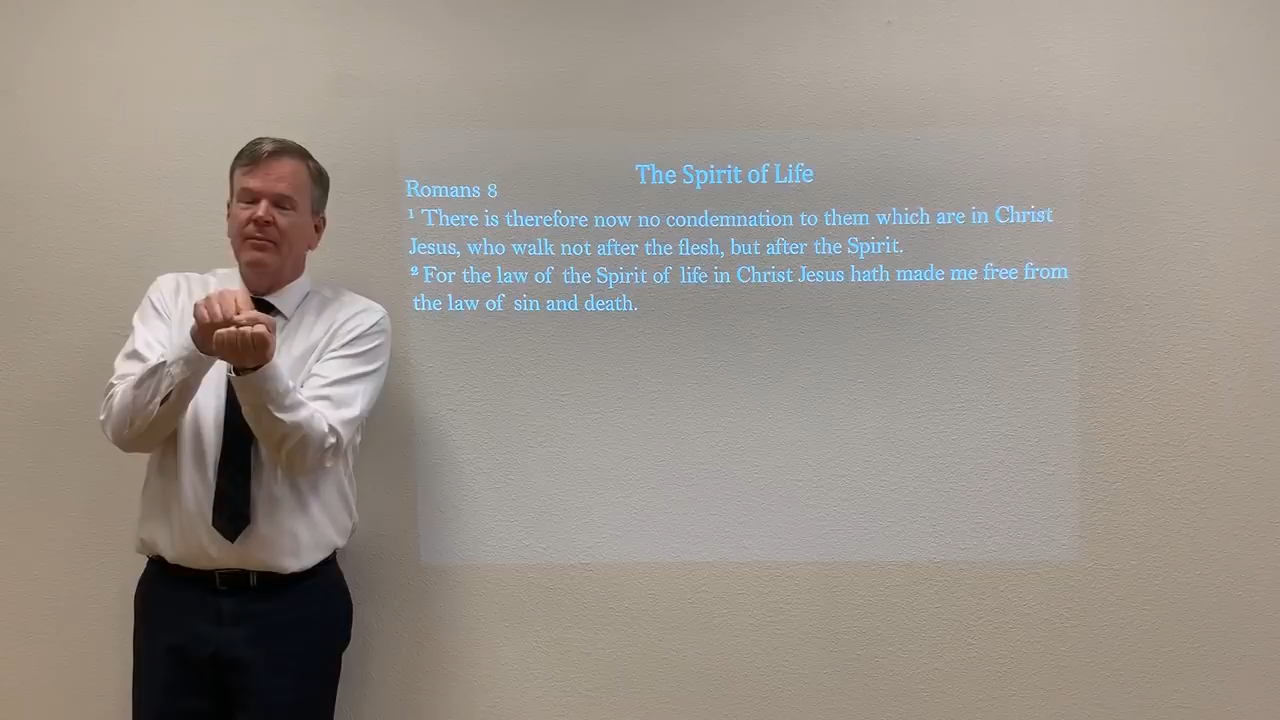 The Spirit of Life
Romans 8
¹ There is therefore now no condemnation to them which are in Christ
Jesus, who walk not after the flesh, but after the Spirit.
² For the law of the Spirit of life in Christ Jesus hath made me free from
the law of sin and death.